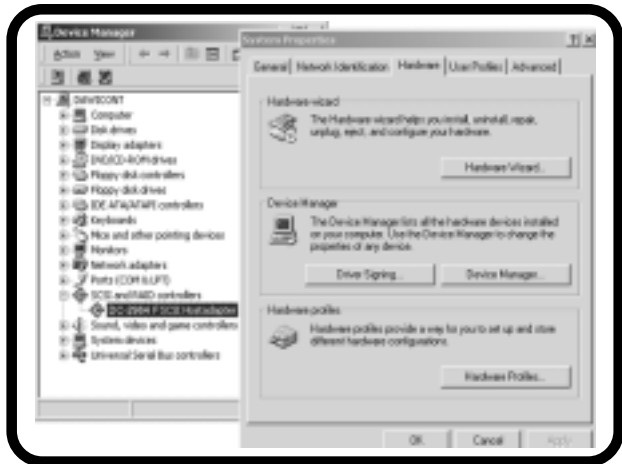 Device Manager
Action View
DAWICONT
Computer
Disk drives
Display adapters
DVD/CD-ROM drives
Floppy disk controllers
Floppy disk drives
IDE ATA/ATAPI controllers
Keyboards
Mice and other pointing devices
Monitors
Network adapters
Ports (COM & LPT)
SCSI and RAID controllers
SCSI Hostadapter
Sound, video and game controllers
System devices
Universal Serial Bus controllers
System Properties
General Network Identification Hardware User Profiles Advanced
Hardware wizard
The Hardware wizard helps you install, uninstall, repair,
unplug, eject, and configure your hardware.
Hardware Wizard...
Device Manager
The Device Manager lists all the hardware devices installed
on your computer. Use the Device Manager to change the
properties of any device.
Driver Signing... Device Manager...
Hardware profiles
Hardware profiles provide a way for you to set up and store
different hardware configurations.
Hardware Profiles...
OK Cancel Apply